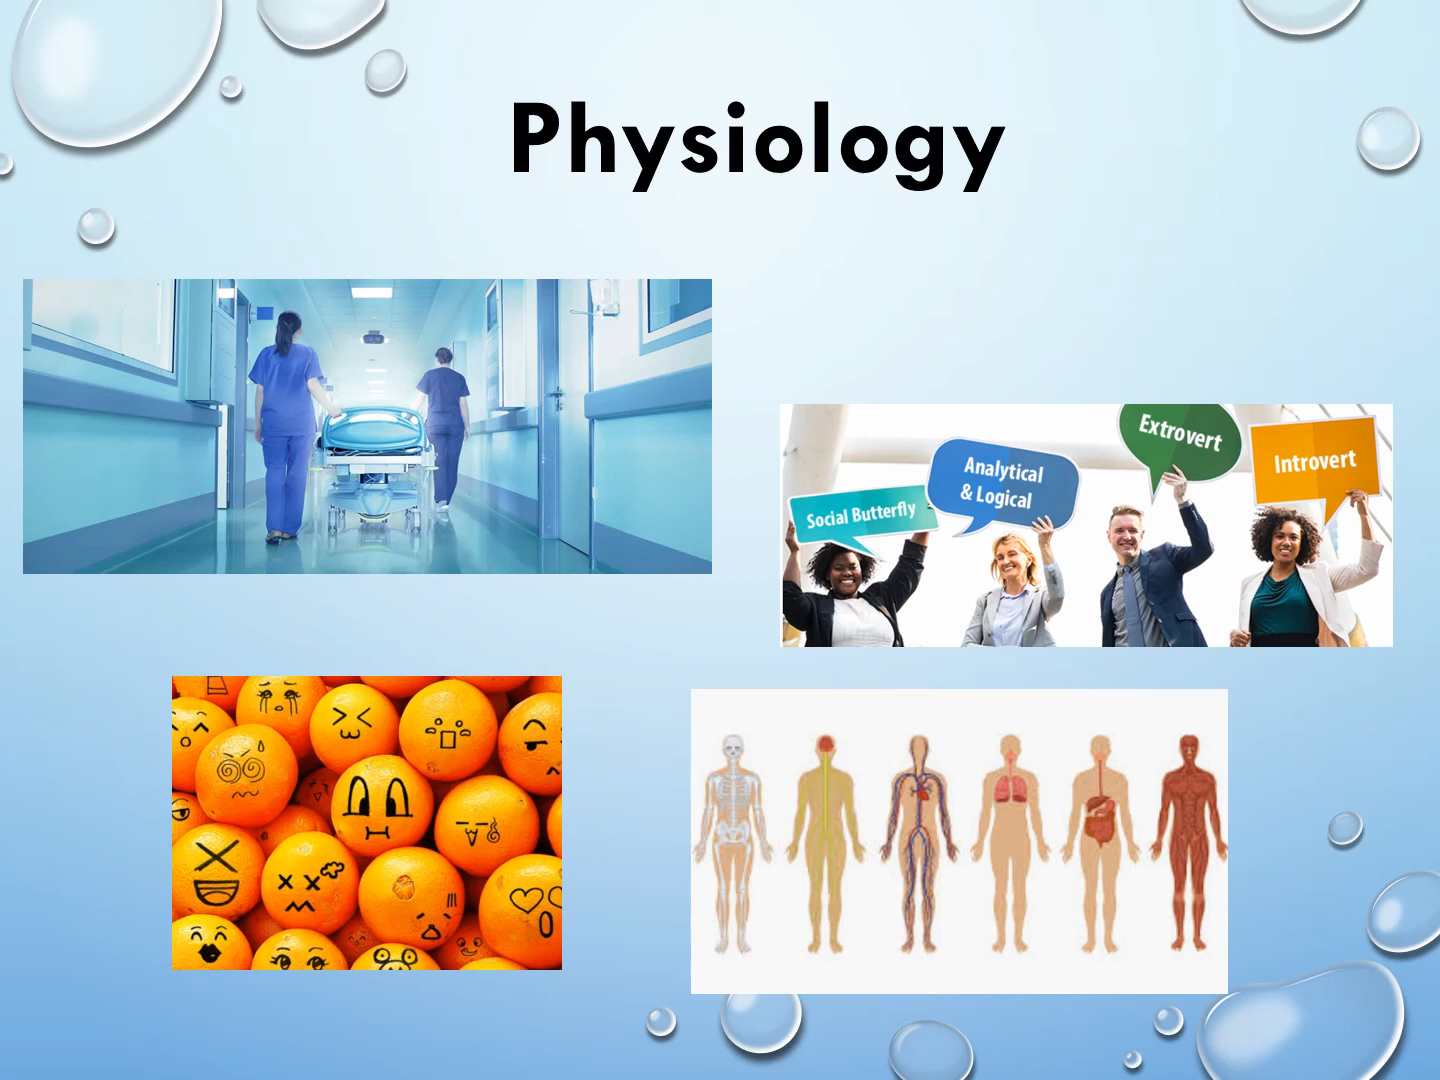 Physiology
Social Butterfly
Analytical
& Logical
Extrovert
Introvert